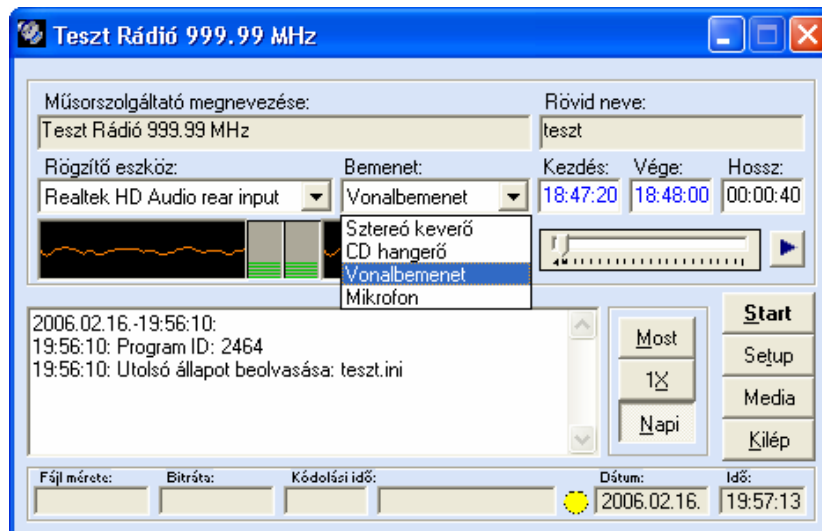 Teszt Rádió 999.99 MHz
Műsorszolgáltató megnevezése: Rövid neve:
Teszt Rádió 999.99 MHz teszt
Rögzítő eszköz: Bemenet: Kezdés: Vége: Hossz:
Realtek HD Audio rear input Vonalbemenet 18:47:20 18:48:00 00:00:40
Sztereó keverő
CD hangerő
Vonalbemenet
Mikrofon
2006.02.16.-19:56:10:
19:56:10: Program ID: 2464
19:56:10: Utolsó állapot beolvasása: teszt.ini
Most
1X
Napi
Start
Setup
Media
Kilép
Fájl mérete: Bitráta: Kódolási idő: Dátum: Idő:
2006.02.16. 19:57:13